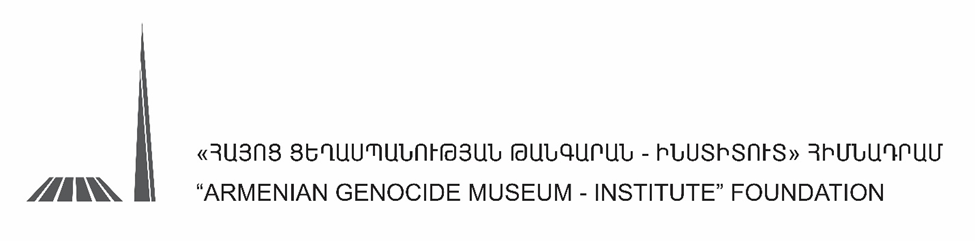 «ՀԱՅՈՑ ՑԵՂԱՍՊԱՆՈՒԹՅԱՆ ԹԱՆԳԱՐԱՆ - ԻՆՍՏԻՏՈՒՏ» ՀԻՄՆԱԴՐԱՄ
“ARMENIAN GENOCIDE MUSEUM - INSTITUTE” FOUNDATION